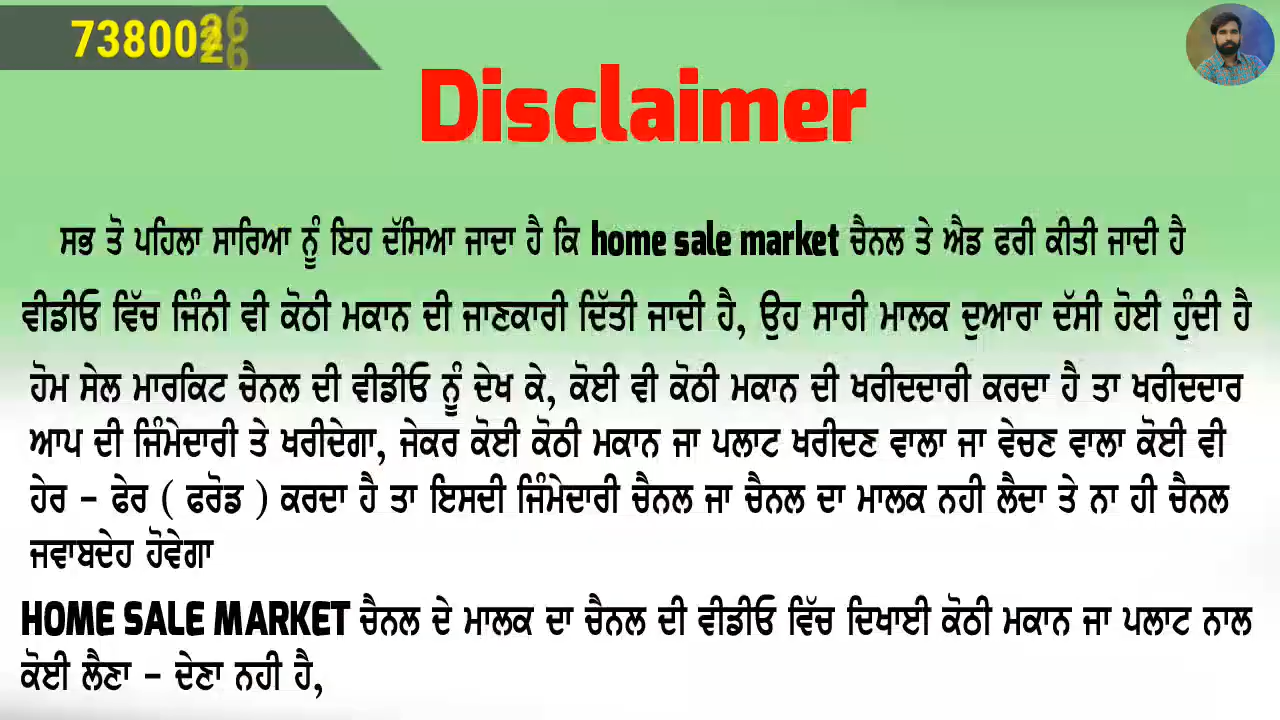 738002
Disclaimer
ਸਭ ਤੋ ਪਹਿਲਾ ਸਾਰਿਆ ਨੂੰ ਇਹ ਦੱਸਿਆ ਜਾਦਾ ਹੈ ਕਿ home sale market ਚੈਨਲ ਤੇ ਐਡ ਫਰੀ ਕੀਤੀ ਜਾਦੀ ਹੈ
ਵੀਡੀਓ ਵਿੱਚ ਜਿੰਨੀ ਵੀ ਕੋਠੀ ਮਕਾਨ ਦੀ ਜਾਣਕਾਰੀ ਦਿੱਤੀ ਜਾਦੀ ਹੈ, ਉਹ ਸਾਰੀ ਮਾਲਕ ਦੁਆਰਾ ਦੱਸੀ ਹੋਈ ਹੁੰਦੀ ਹੈ
ਹੋਮ ਸੇਲ ਮਾਰਕਿਟ ਚੈਨਲ ਦੀ ਵੀਡੀਓ ਨੂੰ ਦੇਖ ਕੇ, ਕੋਈ ਵੀ ਕੋਠੀ ਮਕਾਨ ਦੀ ਖਰੀਦਦਾਰੀ ਕਰਦਾ ਹੈ ਤਾ ਖਰੀਦਦਾਰ
ਆਪ ਦੀ ਜਿੰਮੇਦਾਰੀ ਤੇ ਖਰੀਦੇਗਾ, ਜੇਕਰ ਕੋਈ ਕੋਠੀ ਮਕਾਨ ਜਾ ਪਲਾਟ ਖਰੀਦਣ ਵਾਲਾ ਜਾ ਵੇਚਣ ਵਾਲਾ ਕੋਈ ਵੀ
ਹੇਰ - ਫੇਰ ( ਫਰੋਡ ) ਕਰਦਾ ਹੈ ਤਾ ਇਸਦੀ ਜਿੰਮੇਦਾਰੀ ਚੈਨਲ ਜਾ ਚੈਨਲ ਦਾ ਮਾਲਕ ਨਹੀ ਲੈਦਾ ਤੇ ਨਾ ਹੀ ਚੈਨਲ
ਜਵਾਬਦੇਹ ਹੋਵੇਗਾ
HOME SALE MARKET ਚੈਨਲ ਦੇ ਮਾਲਕ ਦਾ ਚੈਨਲ ਦੀ ਵੀਡੀਓ ਵਿੱਚ ਦਿਖਾਈ ਕੋਠੀ ਮਕਾਨ ਜਾ ਪਲਾਟ ਨਾਲ
ਕੋਈ ਲੈਣਾ - ਦੇਣਾ ਨਹੀ ਹੈ,